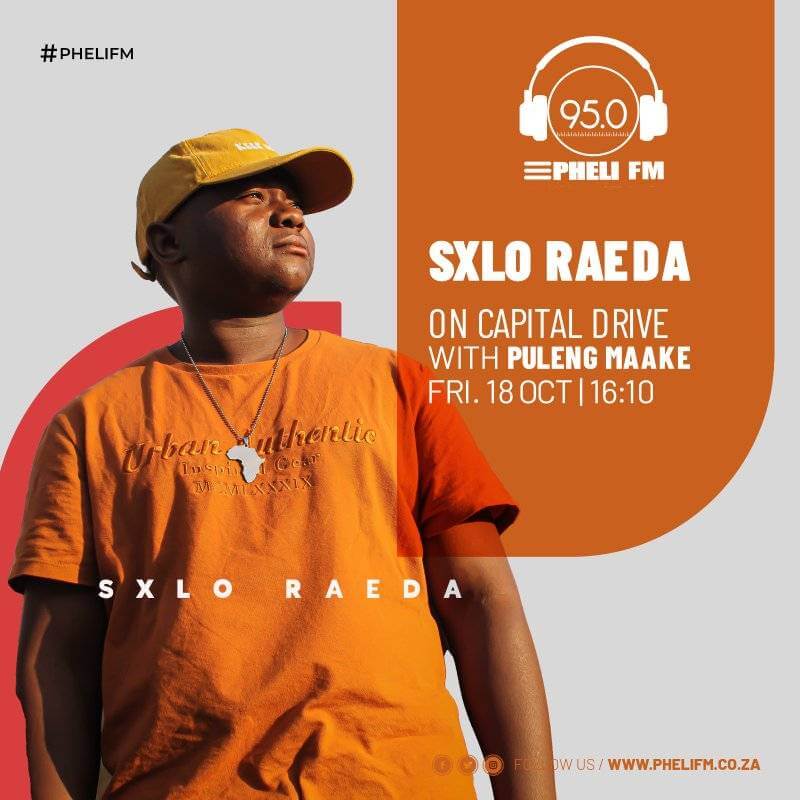 #PHELIFM
95.0
PHELI FM
SXLO RAEDA
ON CAPITAL DRIVE
WITH PULENG MAAKE
FRI. 18 OCT | 16:10
Urban Authentic
Gear
MCMLXXXIX
SXLO RAEDA
FOLLOW US / WWW.PHELIFM.CO.ZA